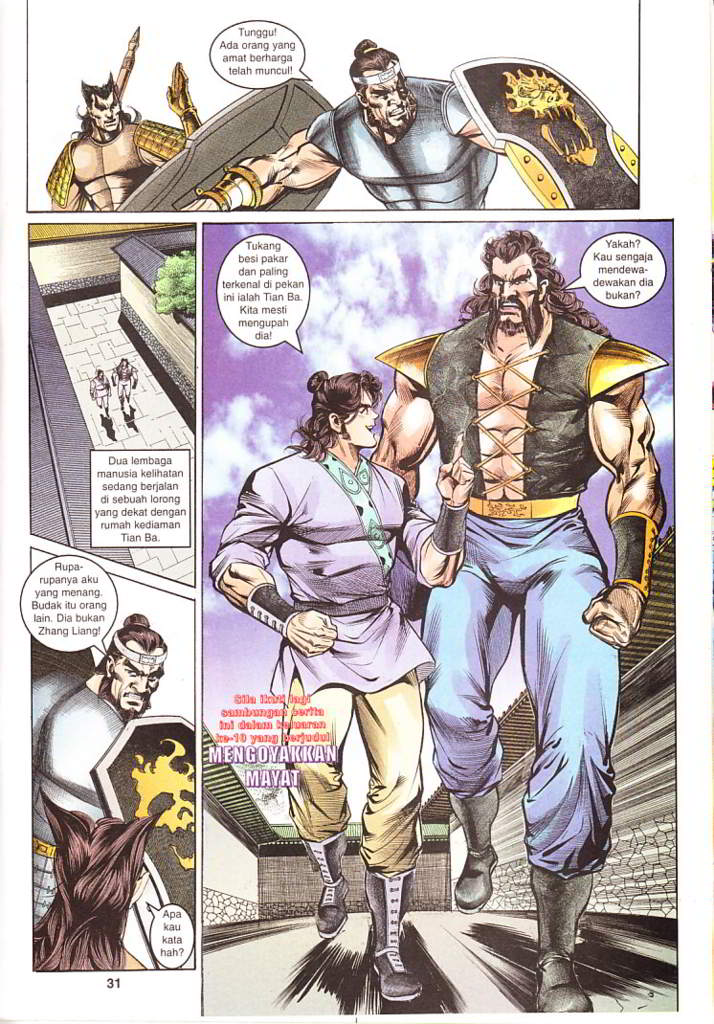 Tunggu!
Ada orang yang
amat berharga
telah muncul!
Dua lembaga
manusia kelihatan
sedang berjalan
di sebuah lorong
yang dekat dengan
rumah kediaman
Tian Ba.
Rupa-
rupanya aku
yang menang.
Budak itu orang
lain. Dia bukan
Zhang Liang!
Apa
kau
kata
hah?
Tukang
besi pakar
dan paling
terkenal di pekan
ini ialah Tian Ba.
Kita mesti
mengupah
dia!
Yakah?
Kau sengaja
mendewa-
dewakan dia
bukan?
Sila ikuti lagi
sambungan cerita
ini dalam keluaran
ke-10 yang berjudul
MENGOYAKKAN
MAYAT
31